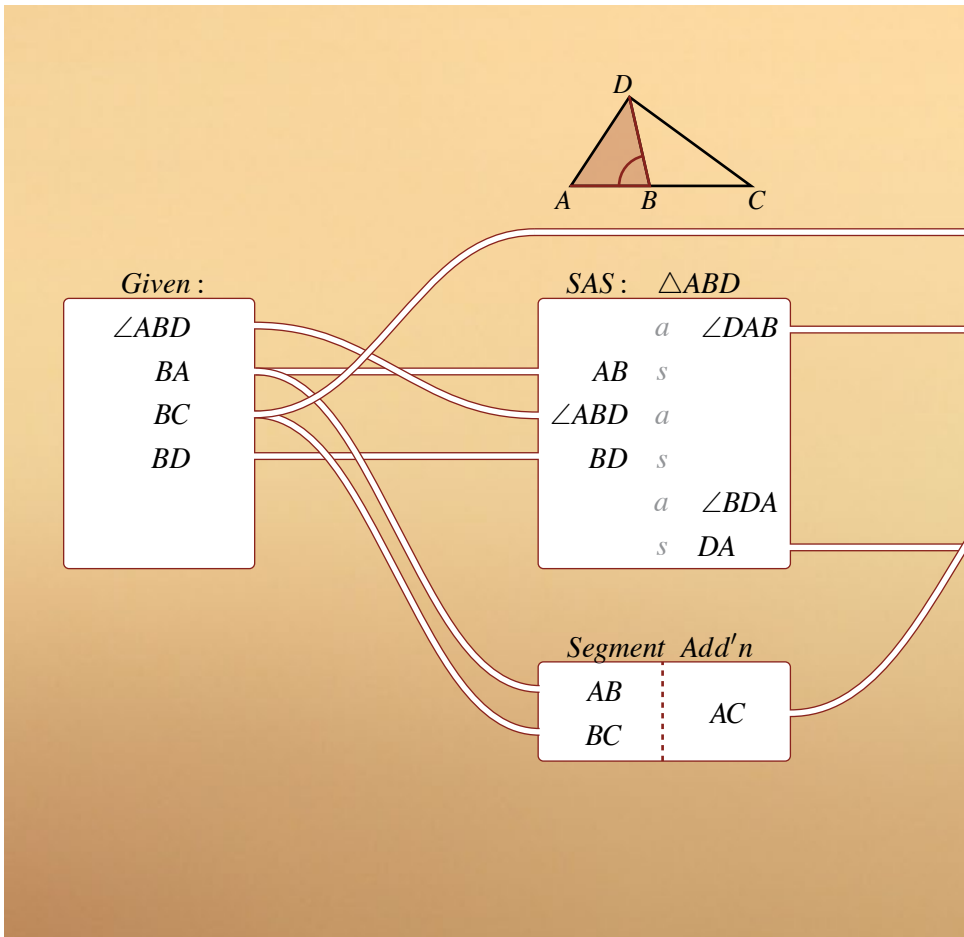 D
A B C
Given :
∠ABD
BA
BC
BD
SAS : △ABD
a ∠DAB
AB s
∠ABD a
BD s
a ∠BDA
s DA
Segment Add′n
AB
BC
AC